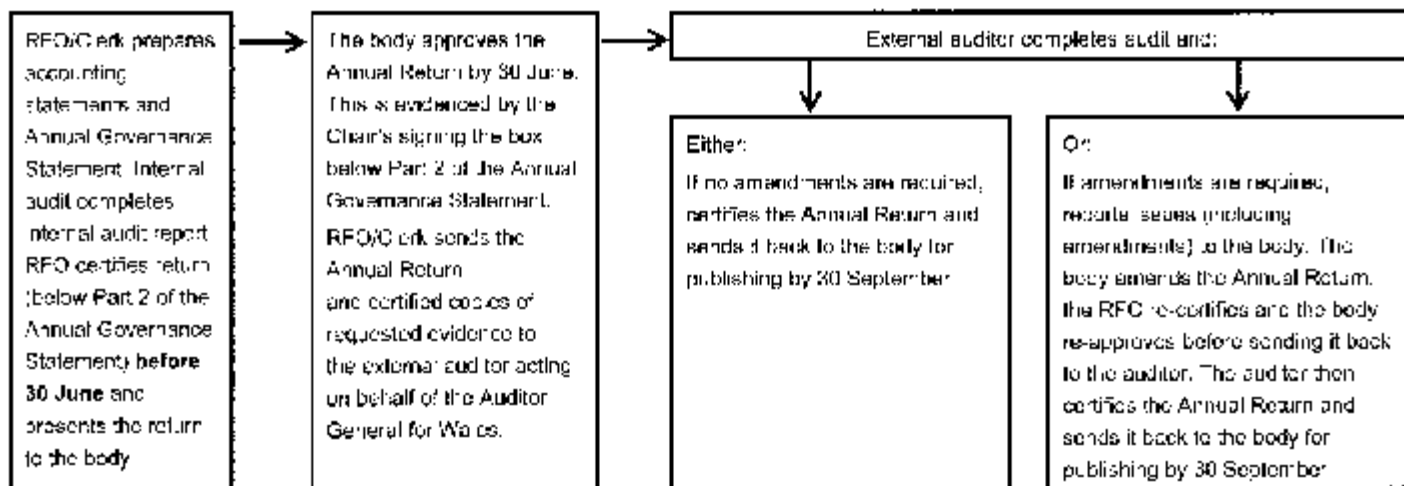 RFO/Clerk prepares
accounting
statements and
Annual Governance
Statement. Internal
audit completes
Internal audit report
RFO certifies return
(below Part 2 of the
Annual Governance
Statement) before
30 June and
presents the return
to the body
The body approves the
Annual Return by 30 June.
This is evidenced by the
Chair's signing the box
below Part 2 of the Annual
Governance Statement.
RFO/Clerk sends the
Annual Return
and certified copies of
requested evidence to
the external auditor acting
on behalf of the Auditor
General for Wales.
External auditor completes audit and:
Either:
If no amendments are required,
certifies the Annual Return and
sends it back to the body for
publishing by 30 September
Or:
If amendments are required,
reports issues (including
amendments) to the body. The
body amends the Annual Return,
the RFO re-certifies and the body
re-approves before sending it back
to the auditor. The auditor then
certifies the Annual Return and
sends it back to the body for
publishing by 30 September